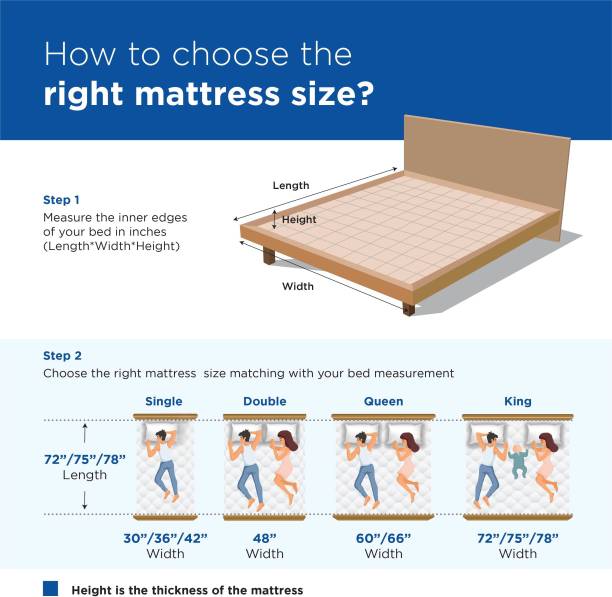 How to choose the
right mattress size?
Step 1
Measure the inner edges
of your bed in inches
(Length*Width*Height)
Length
Height
Width
Step 2
Choose the right mattress size matching with your bed measurement
Single Double Queen King
72”/75”/78”
Length
30”/36”/42” 48” 60”/66” 72”/75”/78”
Width Width Width Width
Height is the thickness of the mattress